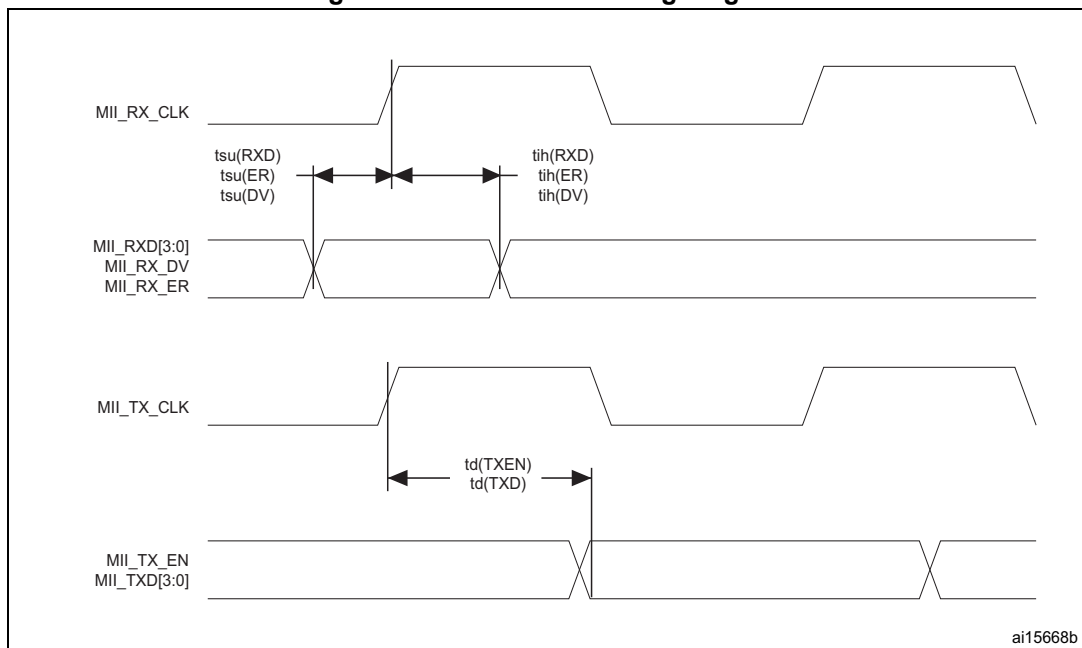 MII_RX_CLK
tsu(RXD)
tsu(ER)
tsu(DV)
tih(RXD)
tih(ER)
tih(DV)
MII_RXD[3:0]
MII_RX_DV
MII_RX_ER
MII_TX_CLK
td(TXEN)
td(TXD)
MII_TX_EN
MII_TXD[3:0]
ai15668b